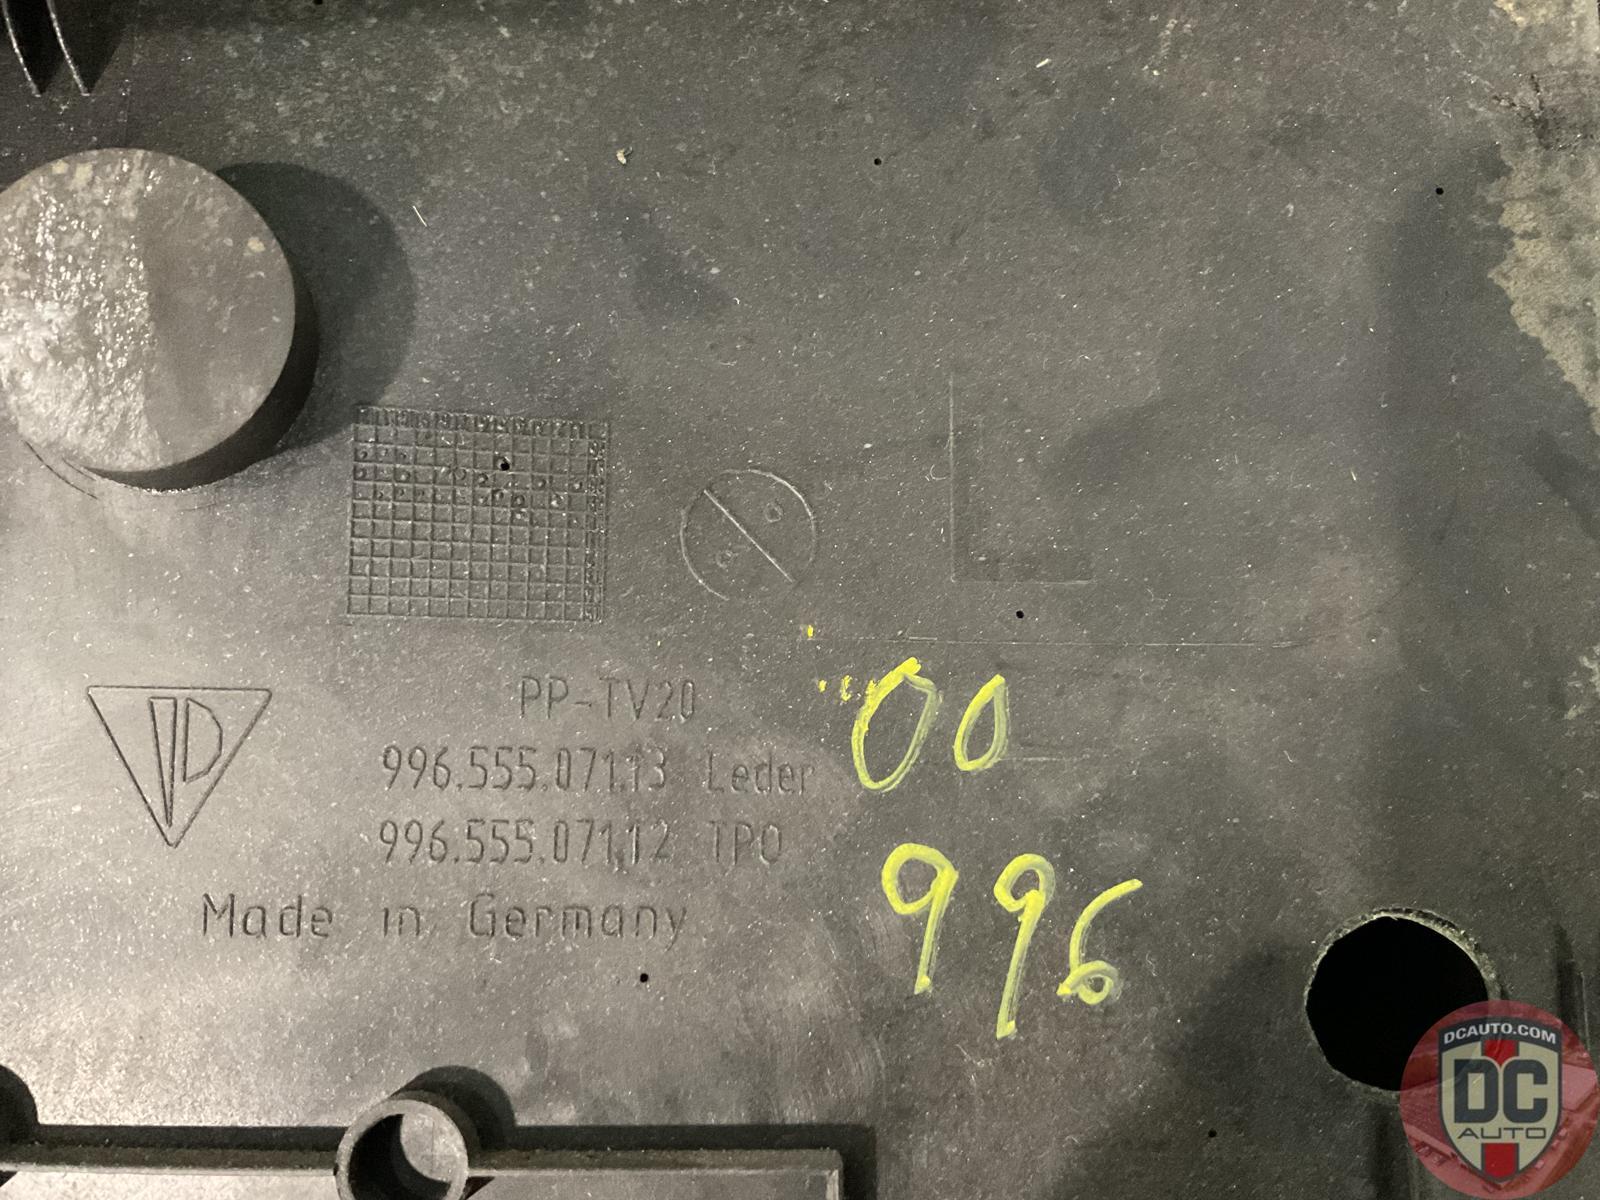 L
PP-TV20
996.555.071.13 Leder
996.555.071.12 TPO
Made in Germany
00
996
DCAUTO.COM
DC
AUTO